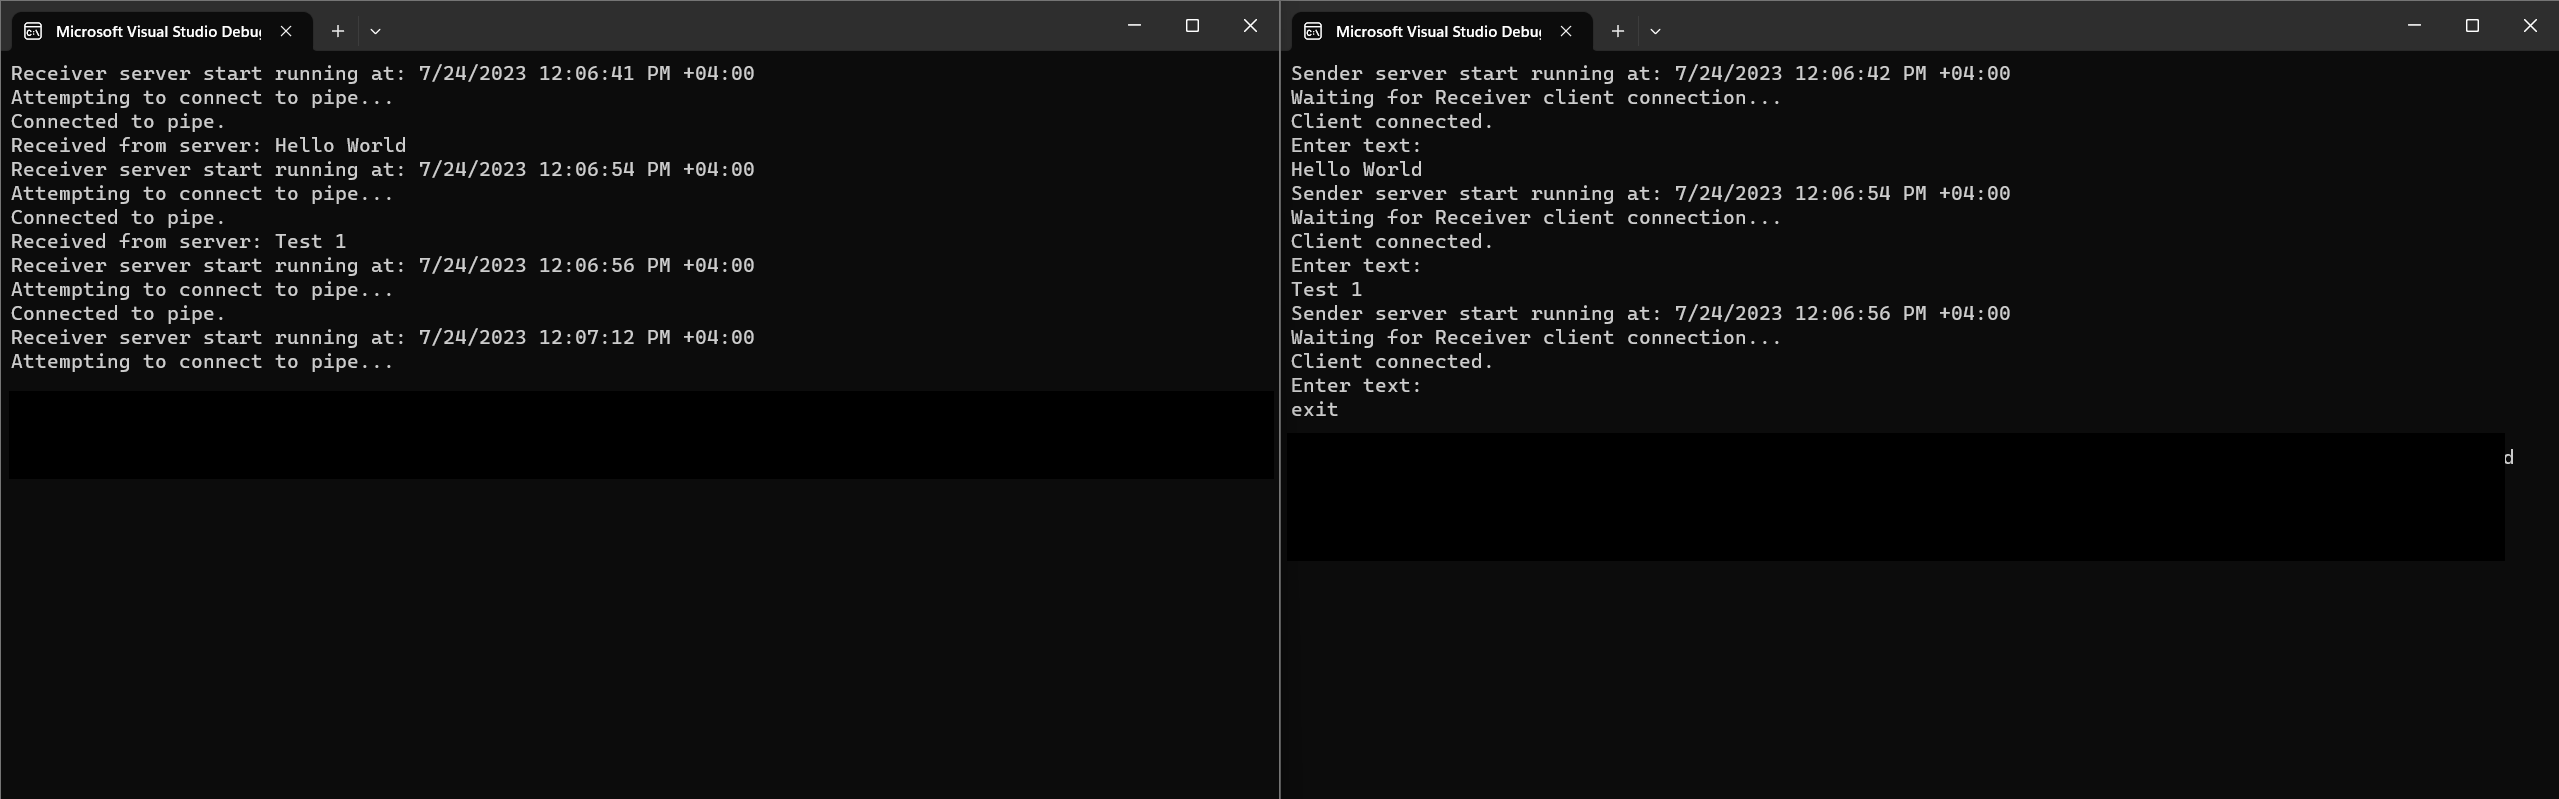 Microsoft Visual Studio Debug
Receiver server start running at: 7/24/2023 12:06:41 PM +04:00
Attempting to connect to pipe...
Connected to pipe.
Received from server: Hello World
Receiver server start running at: 7/24/2023 12:06:54 PM +04:00
Attempting to connect to pipe...
Connected to pipe.
Received from server: Test 1
Receiver server start running at: 7/24/2023 12:06:56 PM +04:00
Attempting to connect to pipe...
Connected to pipe.
Receiver server start running at: 7/24/2023 12:07:12 PM +04:00
Attempting to connect to pipe...
Microsoft Visual Studio Debug
Sender server start running at: 7/24/2023 12:06:42 PM +04:00
Waiting for Receiver client connection...
Client connected.
Enter text:
Hello World
Sender server start running at: 7/24/2023 12:06:54 PM +04:00
Waiting for Receiver client connection...
Client connected.
Enter text:
Test 1
Sender server start running at: 7/24/2023 12:06:56 PM +04:00
Waiting for Receiver client connection...
Client connected.
Enter text:
exit
d